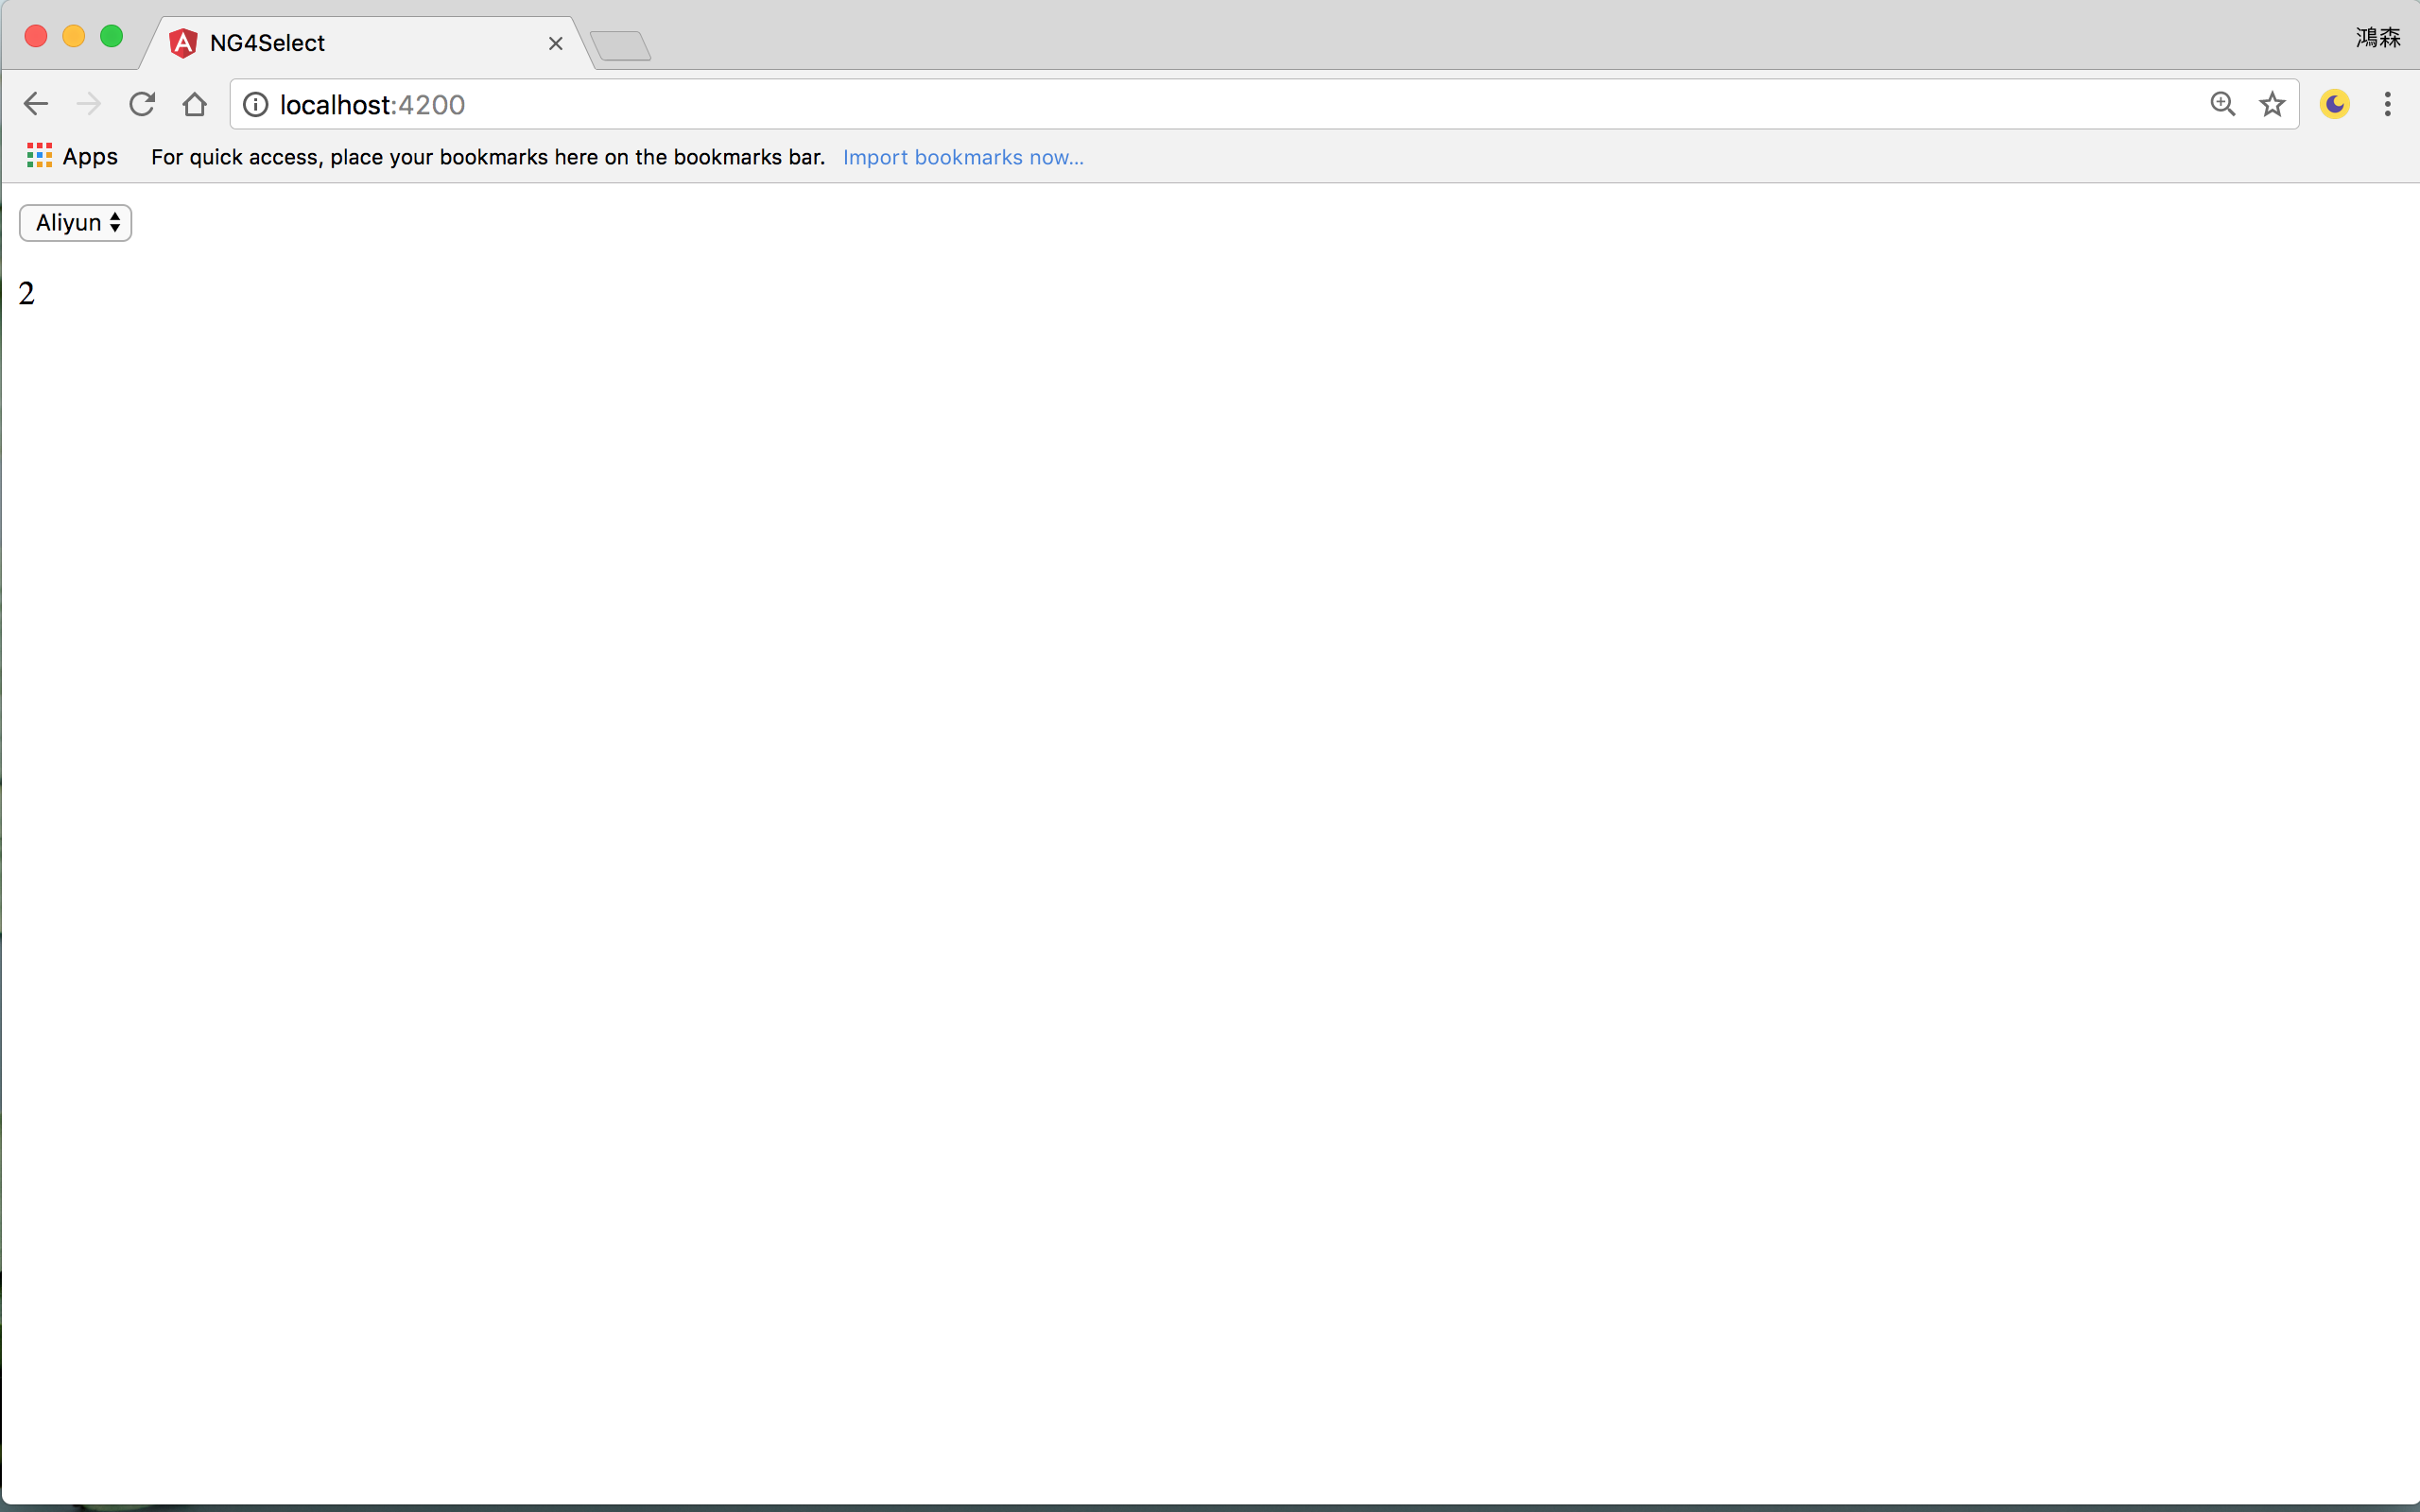 NG4Select
鴻森
localhost:4200
Apps For quick access, place your bookmarks here on the bookmarks bar. Import bookmarks now...
Aliyun
2